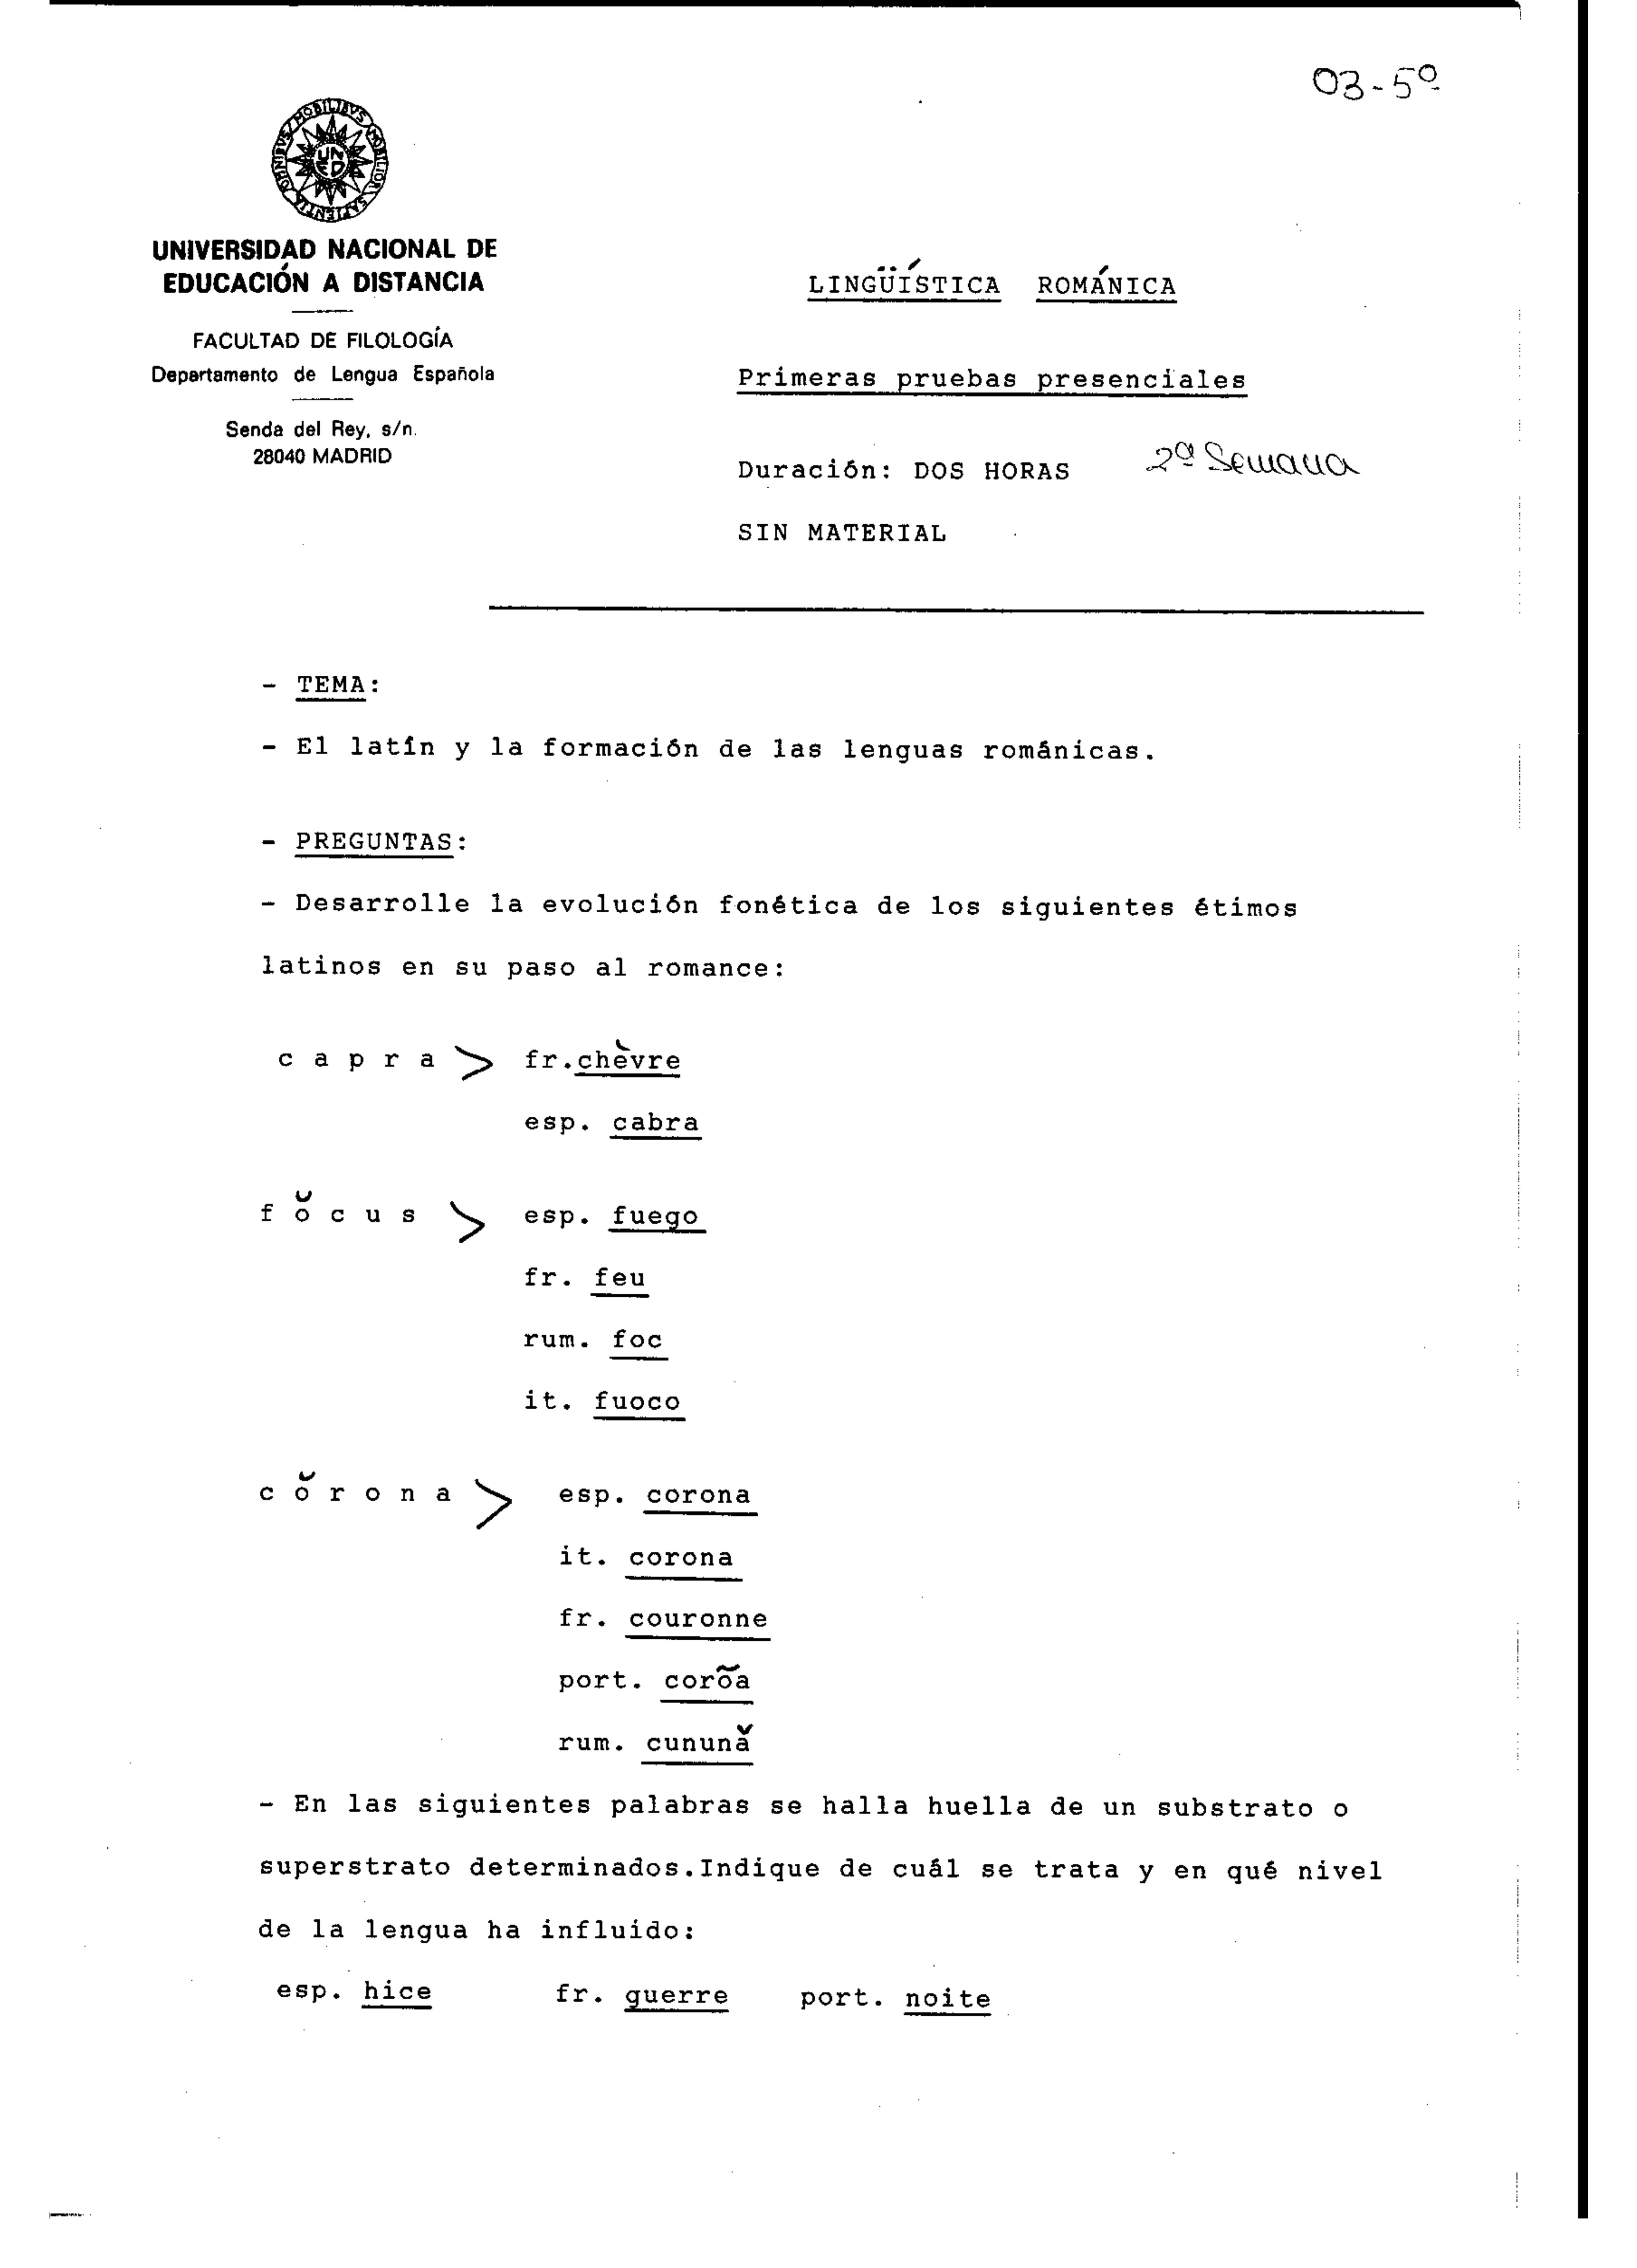 03-5º
OMNIBVS MOBILIBVS MOBILIOR SAPIENTIA
UNED
UNIVERSIDAD NACIONAL DE
EDUCACIÓN A DISTANCIA
FACULTAD DE FILOLOGÍA
Departamento de Lengua Española
Senda del Rey, s/n.
28040 MADRID
LINGÜÍSTICA ROMÁNICA
Primeras pruebas presenciales
Duración: DOS HORAS 2ª Semana
SIN MATERIAL
- TEMA:
- El latín y la formación de las lenguas románicas.
- PREGUNTAS:
- Desarrolle la evolución fonética de los siguientes étimos
latinos en su paso al romance:
c a p r a > fr.chèvre
esp. cabra
f ŏ c u s > esp. fuego
fr. feu
rum. foc
it. fuoco
c ŏ r o n a > esp. corona
it. corona
fr. couronne
port. corõa
rum. cunună
- En las siguientes palabras se halla huella de un substrato o
superstrato determinados.Indique de cuál se trata y en qué nivel
de la lengua ha influido:
esp. hice fr. guerre port. noite